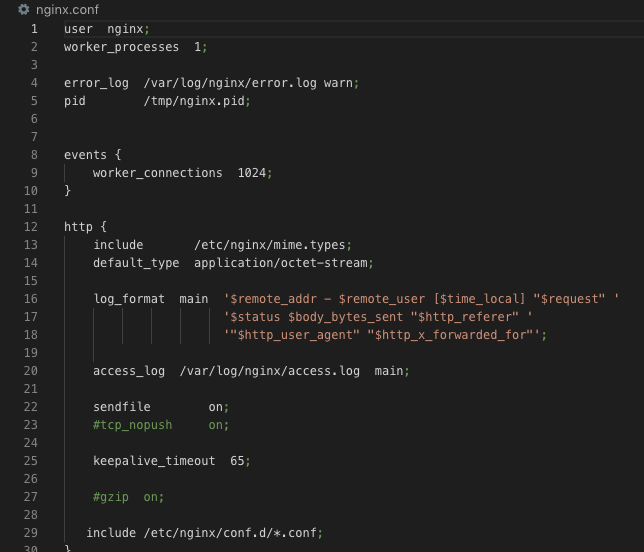 nginx.conf
1 user  nginx;
2 worker_processes  1;
3
4 error_log  /var/log/nginx/error.log warn;
5 pid        /tmp/nginx.pid;
6
7
8 events {
9     worker_connections  1024;
10 }
11
12 http {
13     include       /etc/nginx/mime.types;
14     default_type  application/octet-stream;
15
16     log_format  main  '$remote_addr - $remote_user [$time_local] "$request" '
17                       '$status $body_bytes_sent "$http_referer" '
18                       '"$http_user_agent" "$http_x_forwarded_for"';
19
20     access_log  /var/log/nginx/access.log  main;
21
22     sendfile        on;
23     #tcp_nopush     on;
24
25     keepalive_timeout  65;
26
27     #gzip  on;
28
29    include /etc/nginx/conf.d/*.conf;
30 }